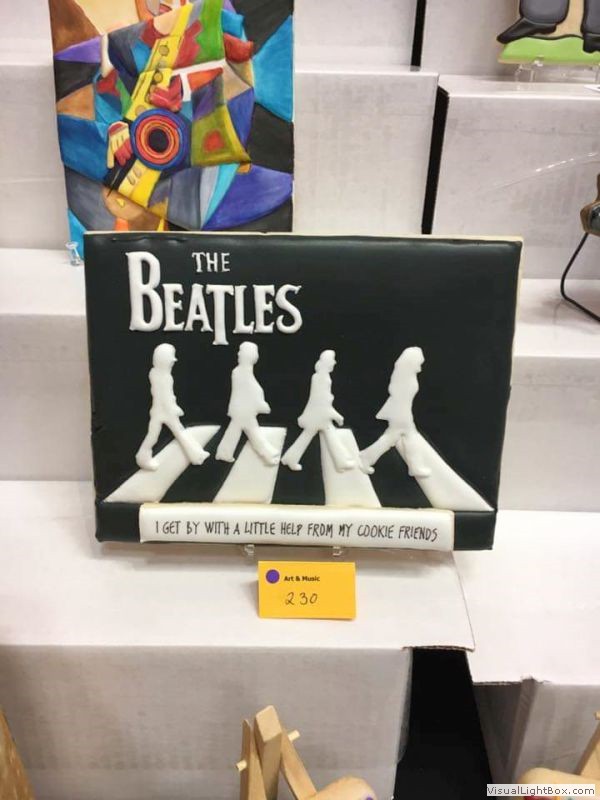 THE
BEATLES
I GET BY WITH A LITTLE HELP FROM MY COOKIE FRIENDS
Art & Music
230
VisualLightBox.com